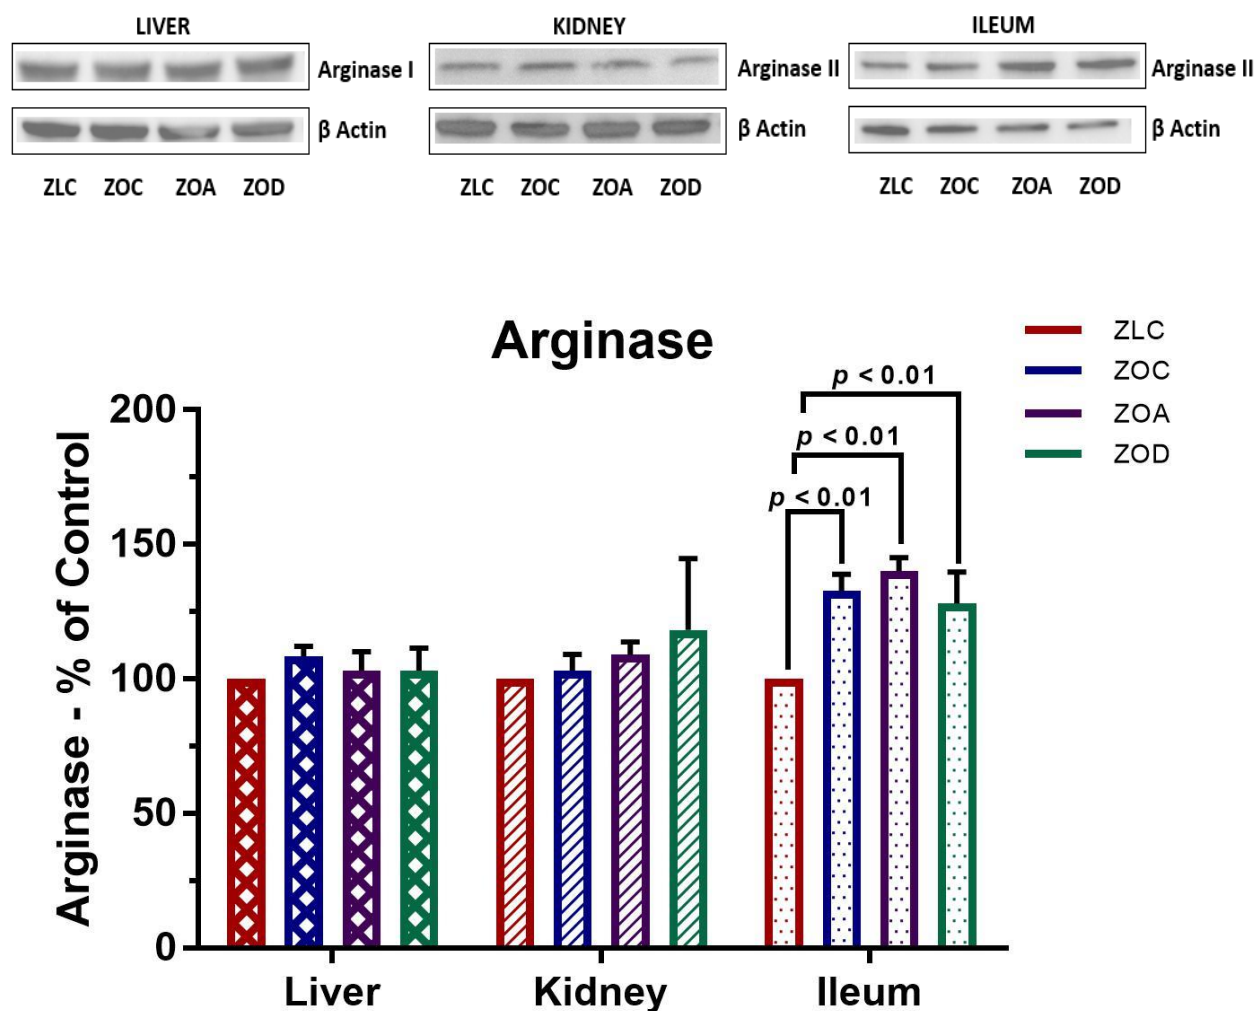 LIVER
KIDNEY
ILEUM
Arginase I
Arginase II
Arginase II
β Actin
β Actin
β Actin
ZLC ZOC ZOA ZOD
ZLC ZOC ZOA ZOD
ZLC ZOC ZOA ZOD
Arginase
ZLC
ZOC
ZOA
ZOD
p < 0.01
p < 0.01
p < 0.01
Arginase - % of Control
200
150
100
50
0
Liver
Kidney
Ileum